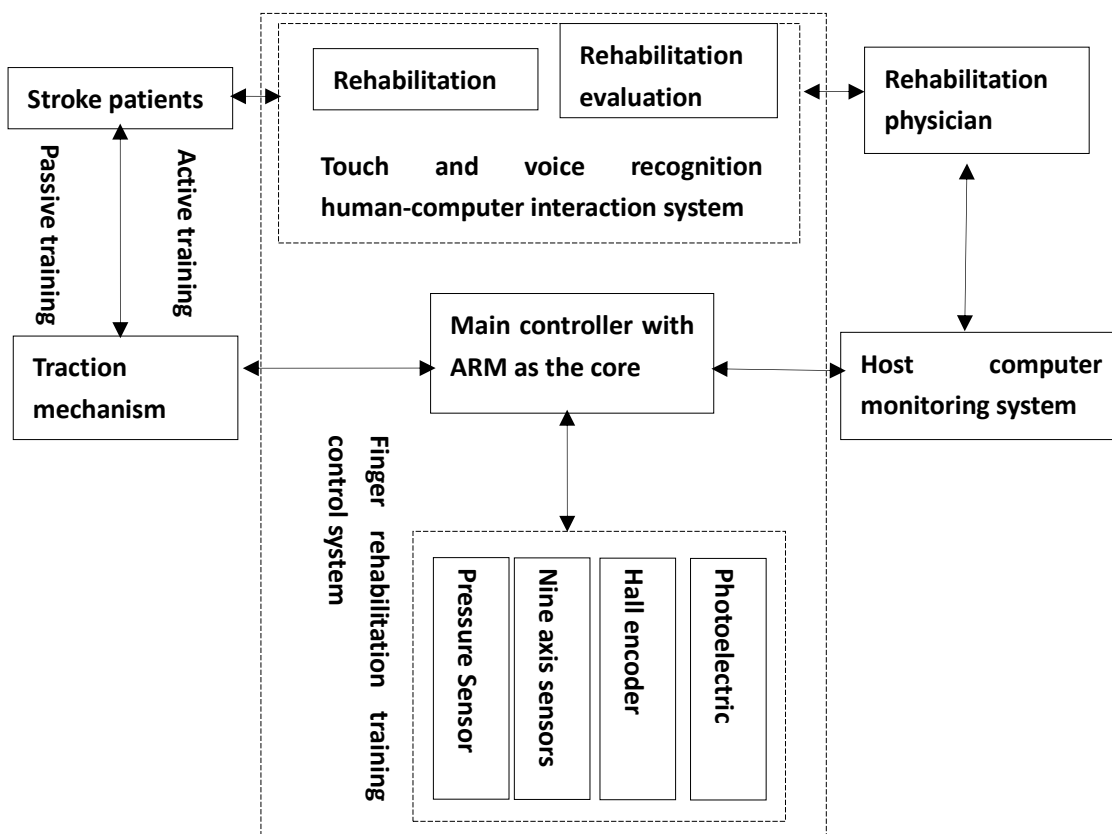 Rehabilitation
Rehabilitation
evaluation
Touch and voice recognition
human-computer interaction system
Stroke patients
Rehabilitation
physician
Passive training
Active training
Traction
mechanism
Main controller with
ARM as the core
Host computer
monitoring system
Finger rehabilitation training
control system
Pressure Sensor
Nine axis sensors
Hall encoder
Photoelectric